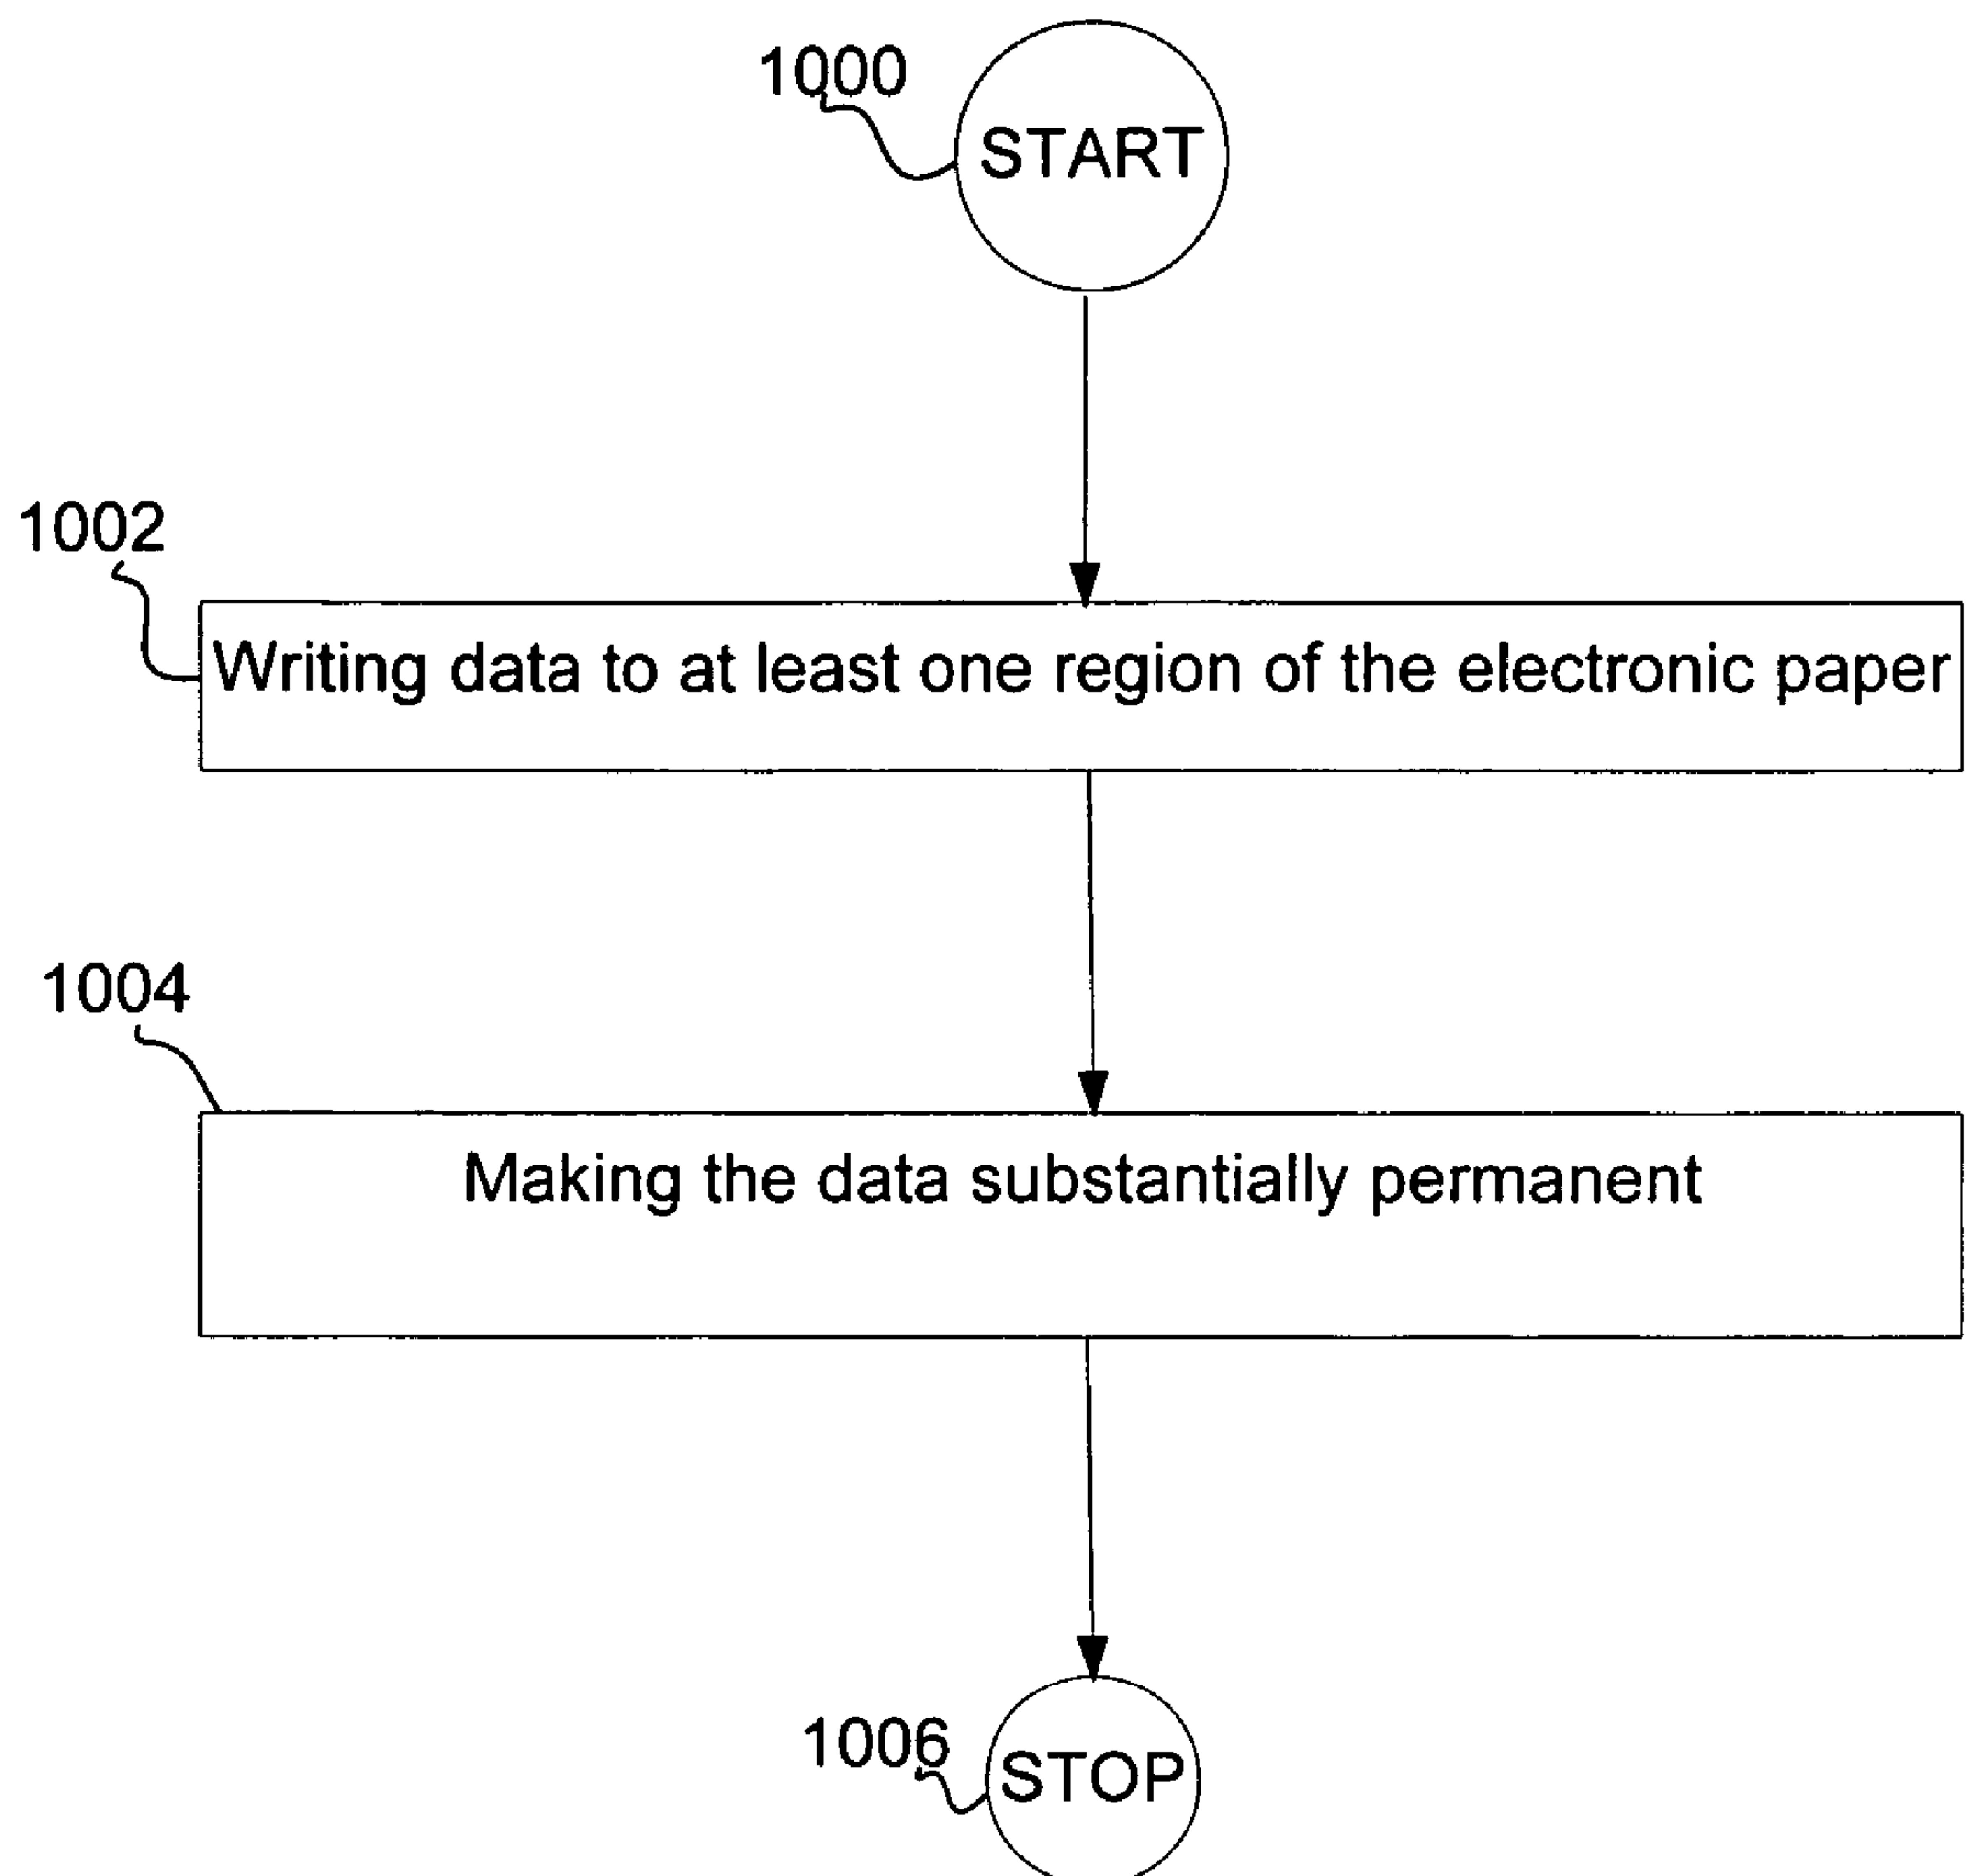 1000
START
1002
Writing data to at least one region of the electronic paper
1004
Making the data substantially permanent
1006
STOP